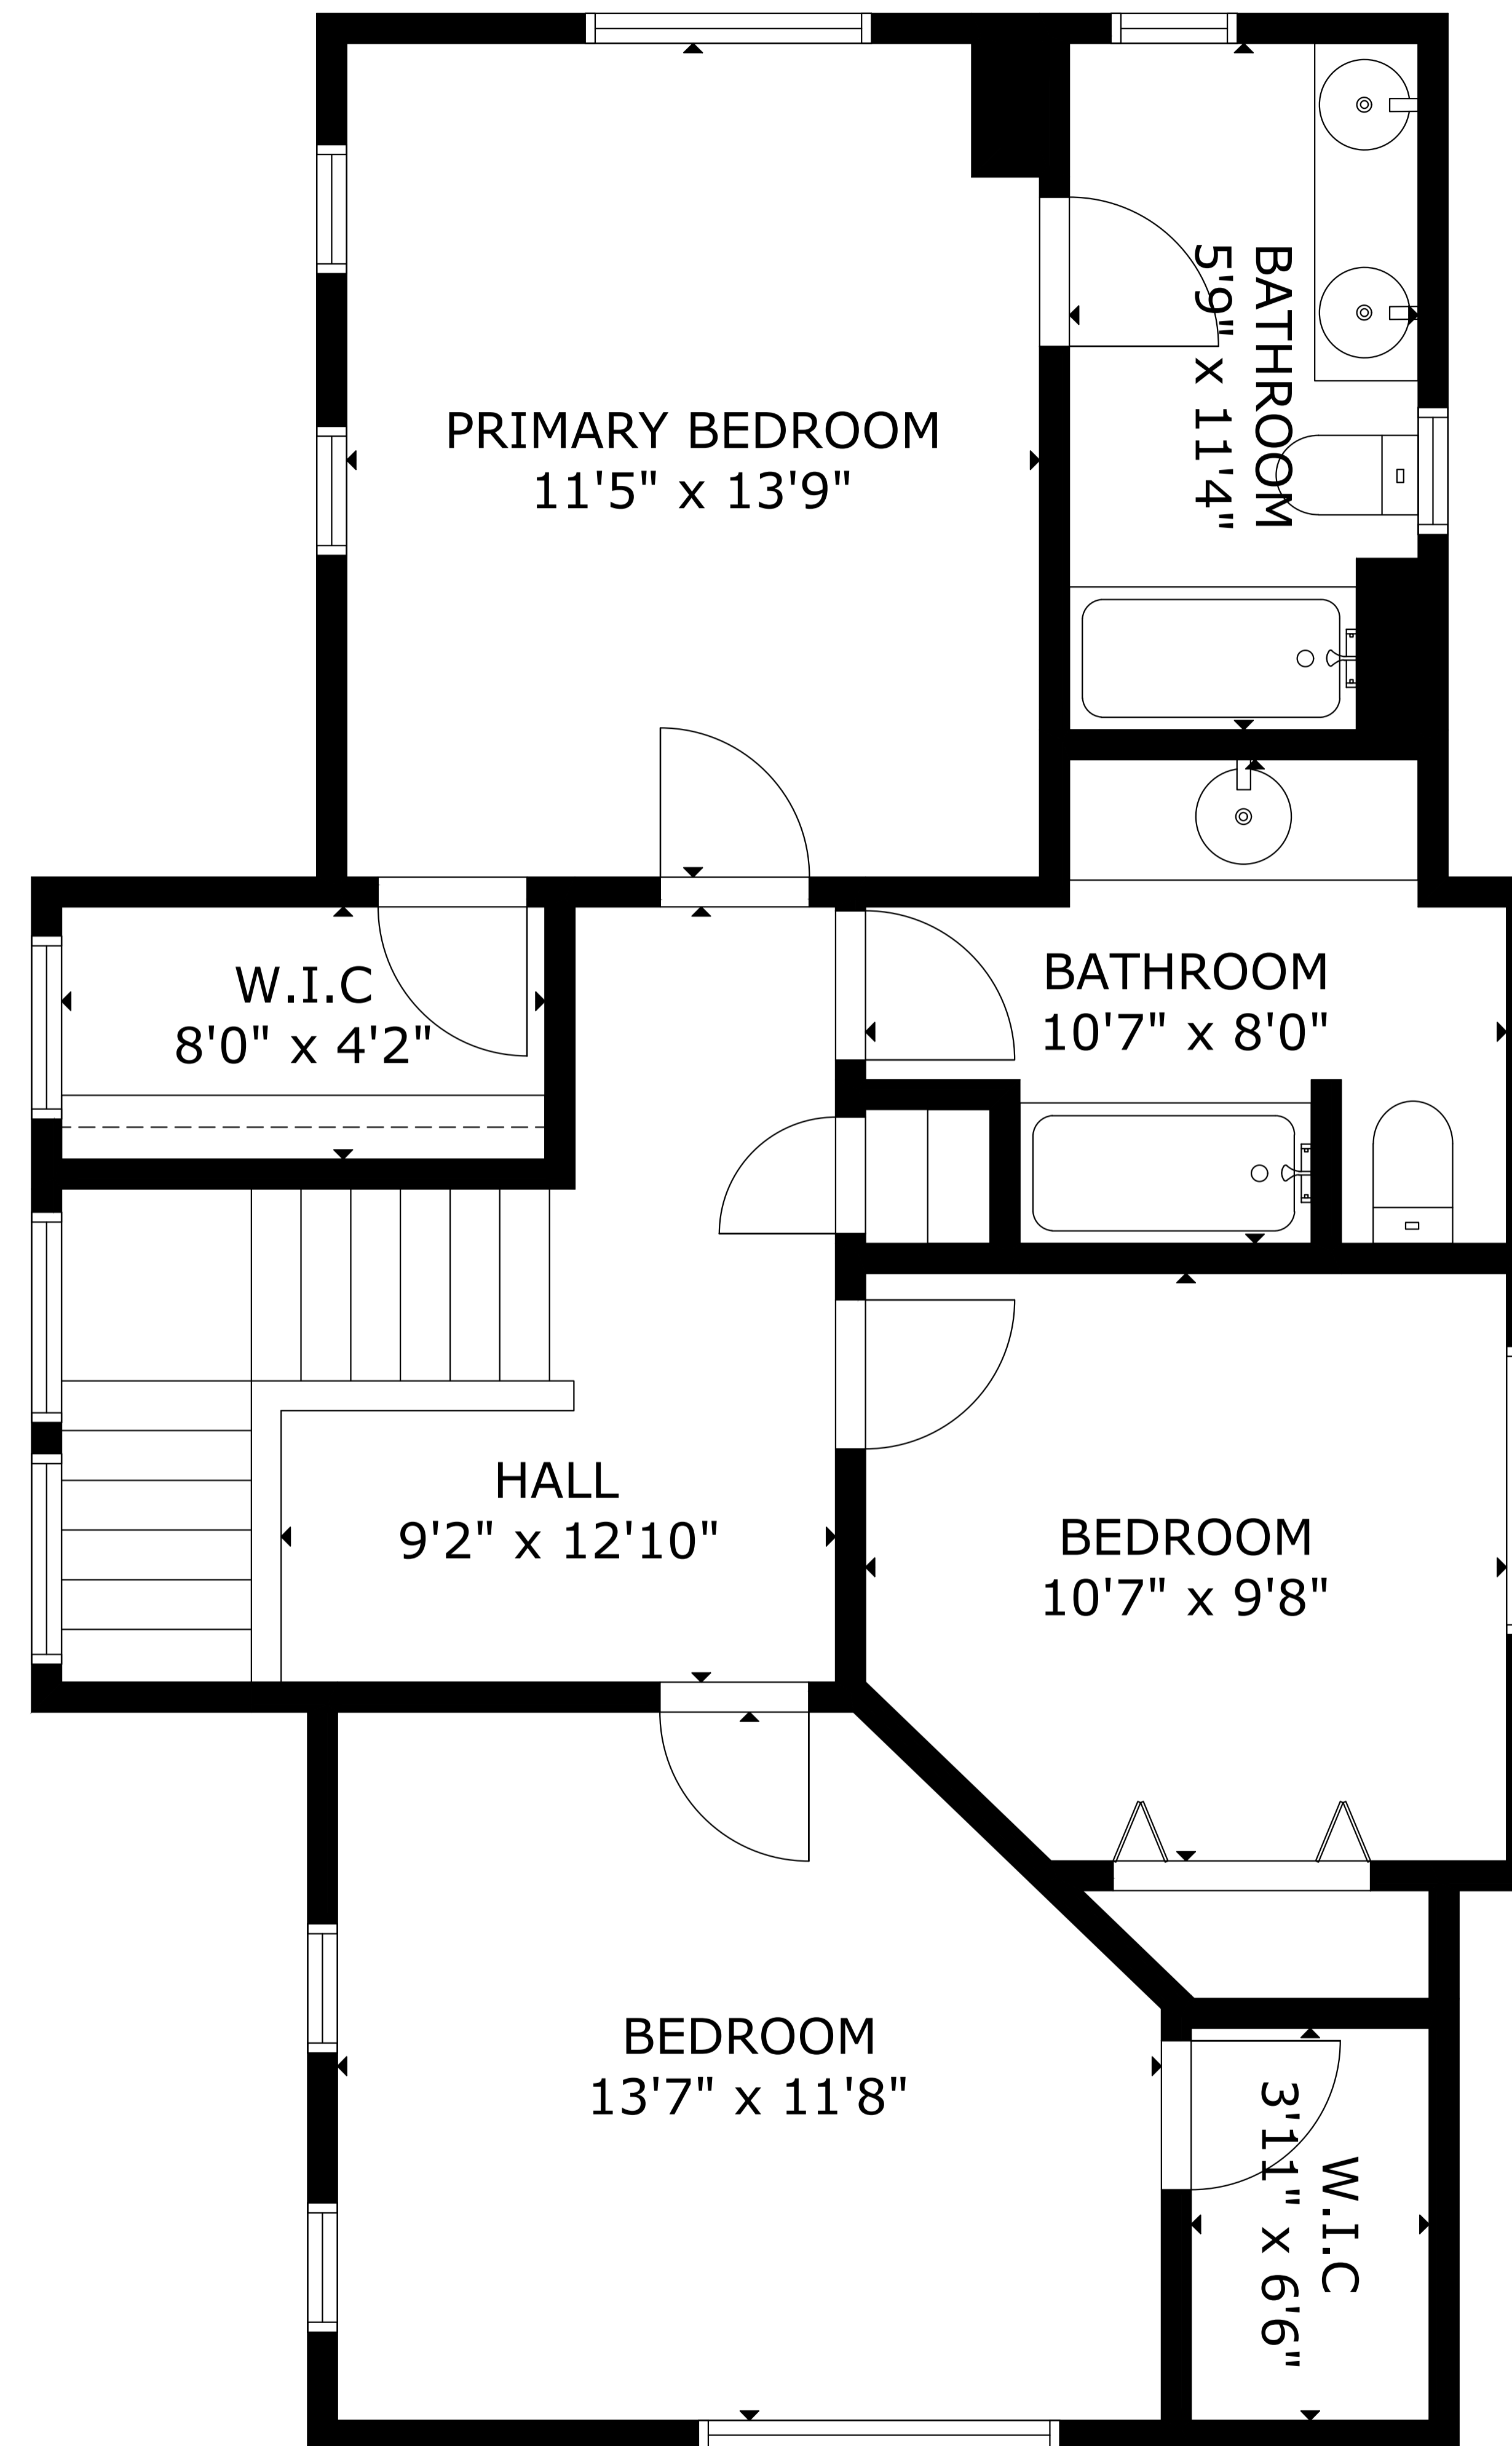 PRIMARY BEDROOM
11'5" x 13'9"
BATHROOM
5'9" x 11'4"
W.I.C
8'0" x 4'2"
BATHROOM
10'7" x 8'0"
HALL
9'2" x 12'10"
BEDROOM
10'7" x 9'8"
BEDROOM
13'7" x 11'8"
W.I.C
3'11" x 6'6"